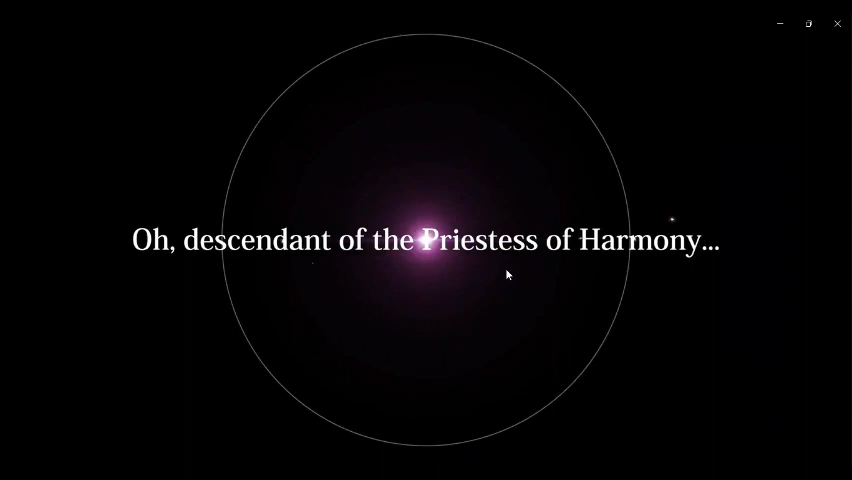 Oh, descendant of the Priestess of Harmony...